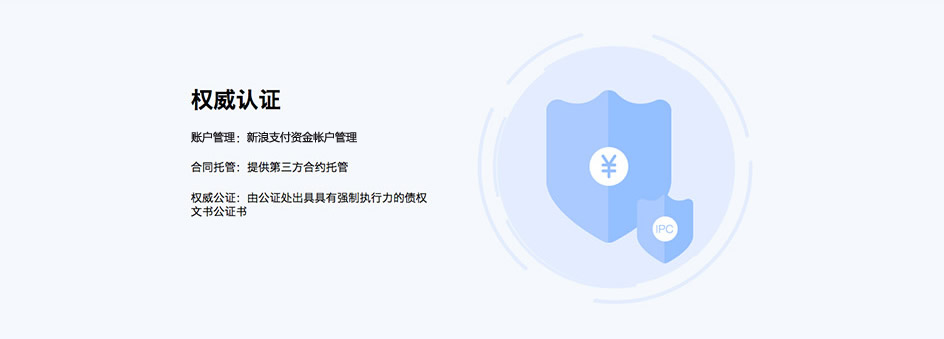 权威认证
账户管理：新浪支付资金帐户管理
合同托管：提供第三方合约托管
权威公证：由公证处出具具有强制执行力的债权
文书公证书
¥
IPC